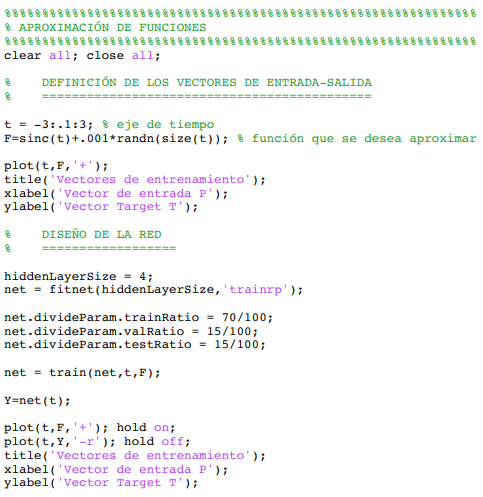 %%%%%%%%%%%%%%%%%%%%%%%%%%%%%%%%%%%%%%%%%%%%%%%%%%%%%%%%%%%%%%%
% APROXIMACIÓN DE FUNCIONES
%%%%%%%%%%%%%%%%%%%%%%%%%%%%%%%%%%%%%%%%%%%%%%%%%%%%%%%%%%%%%%%
clear all; close all;
%    DEFINICIÓN DE LOS VECTORES DE ENTRADA-SALIDA
%    ============================================
t = -3:.1:3; % eje de tiempo
F=sinc(t)+.001*randn(size(t)); % función que se desea aproximar
plot(t,F,'+');
title('Vectores de entrenamiento');
xlabel('Vector de entrada P');
ylabel('Vector Target T');
%    DISEÑO DE LA RED
%    ==================
hiddenLayerSize = 4;
net = fitnet(hiddenLayerSize,'trainrp');
net.divideParam.trainRatio = 70/100;
net.divideParam.valRatio = 15/100;
net.divideParam.testRatio = 15/100;
net = train(net,t,F);
Y=net(t);
plot(t,F,'+'); hold on;
plot(t,Y,'-r'); hold off;
title('Vectores de entrenamiento');
xlabel('Vector de entrada P');
ylabel('Vector Target T');